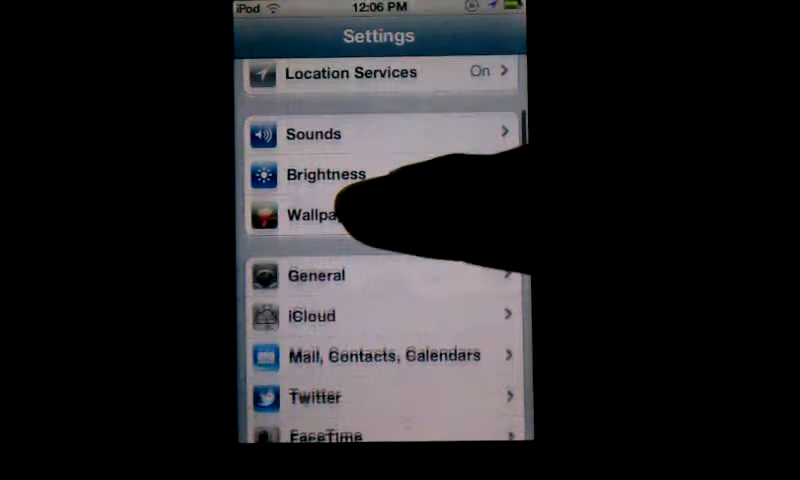 iPod 12:06 PM
Settings
Location Services On
Sounds
Brightness
Wallpa
General
iCloud
Mail, Contacts, Calendars
Twitter
FaceTime